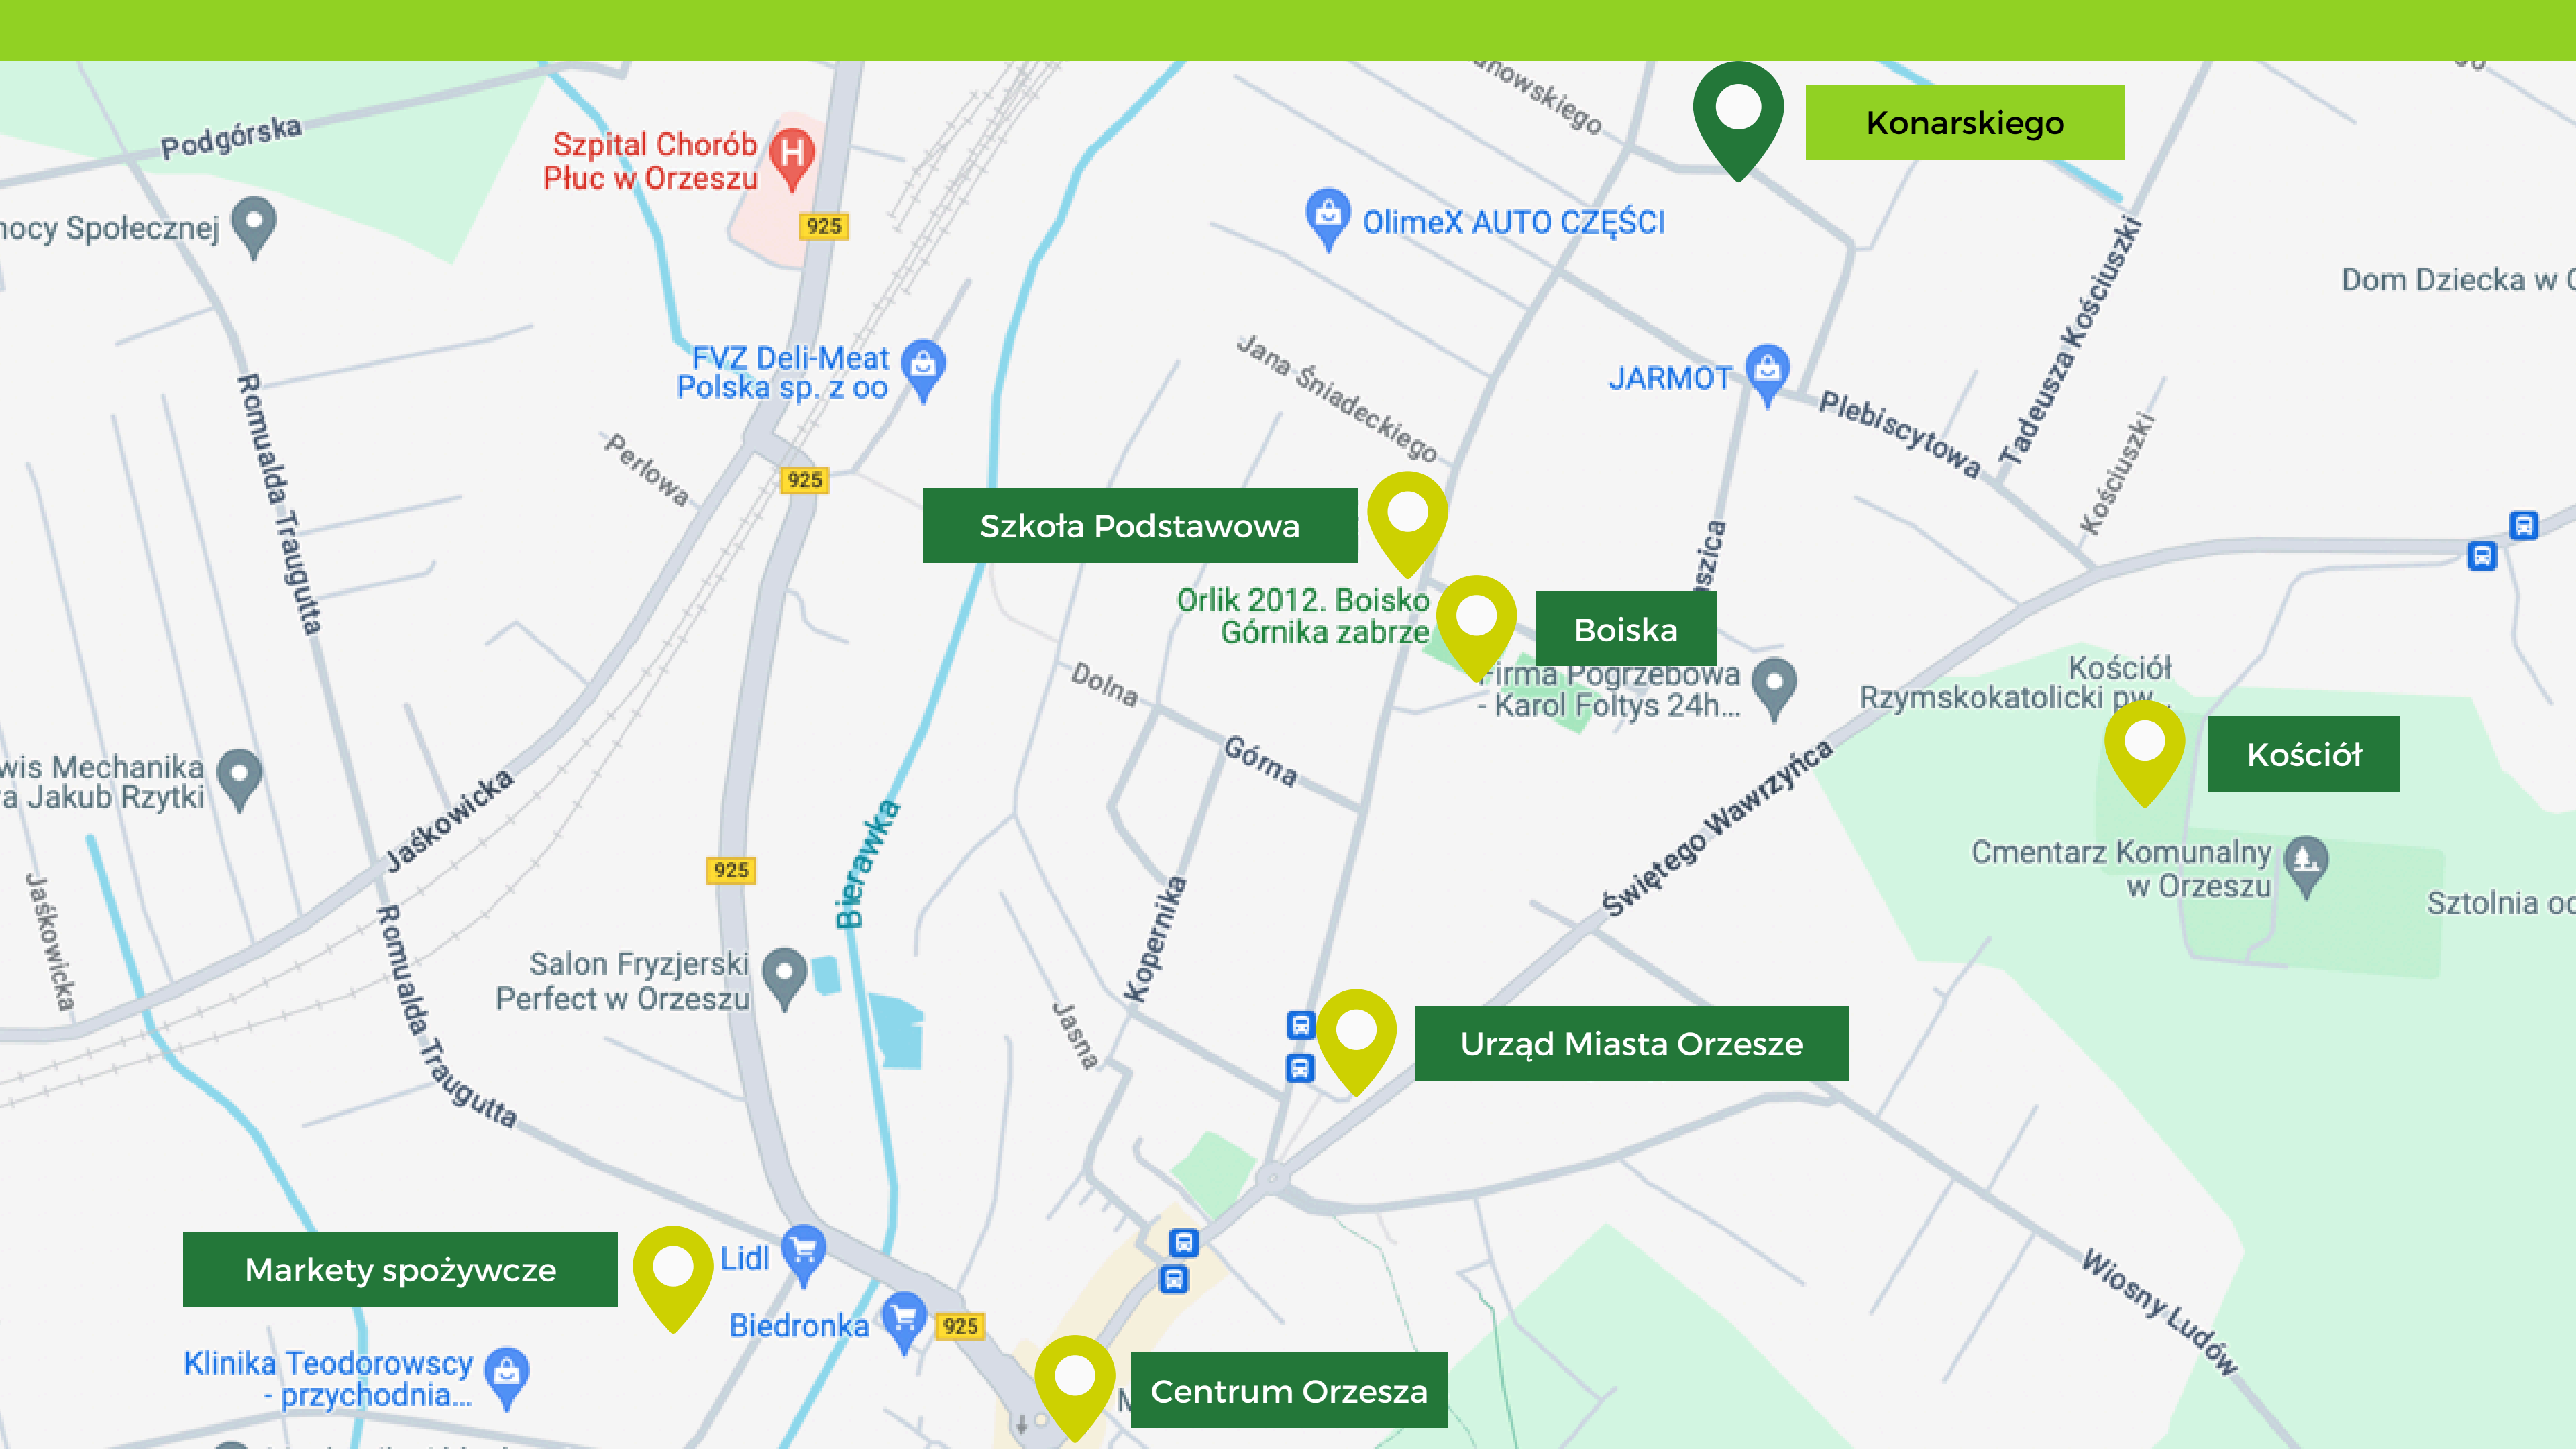 Konarskiego
Podgórska
Szpital Chorób
Płuc w Orzeszu
H
925
Społecznej
OlimeX AUTO CZĘŚCI
Tadeusza Kościuszki
Dom Dziecka w
FVZ Deli-Meat
Polska sp. z oo
Jana Śniadeckiego
JARMOT
Plebiscytowa
Romualda Traugutta
Perłowa
925
Kościuszki
Szkoła Podstawowa
Orlik 2012. Boisko
Górnika zabrze
Boiska
Firma Pogrzebowa
- Karol Foltys 24h...
Kościół
Rzymskokatolicki pw...
Kościół
Dolna
Górna
Świętego Wawrzyńca
Mechanika
Jakub Rzytki
Jaśkowicka
925
Bierawka
Cmentarz Komunalny
w Orzeszu
Sztolnia
Jaśkowicka
Kopernika
Romualda Traugutta
Salon Fryzjerski
Perfect w Orzeszu
Jasna
Urząd Miasta Orzesze
Markety spożywcze
Lidl
Biedronka
925
Wiosny Ludów
Klinika Teodorowscy
- przychodnia...
Centrum Orzesza